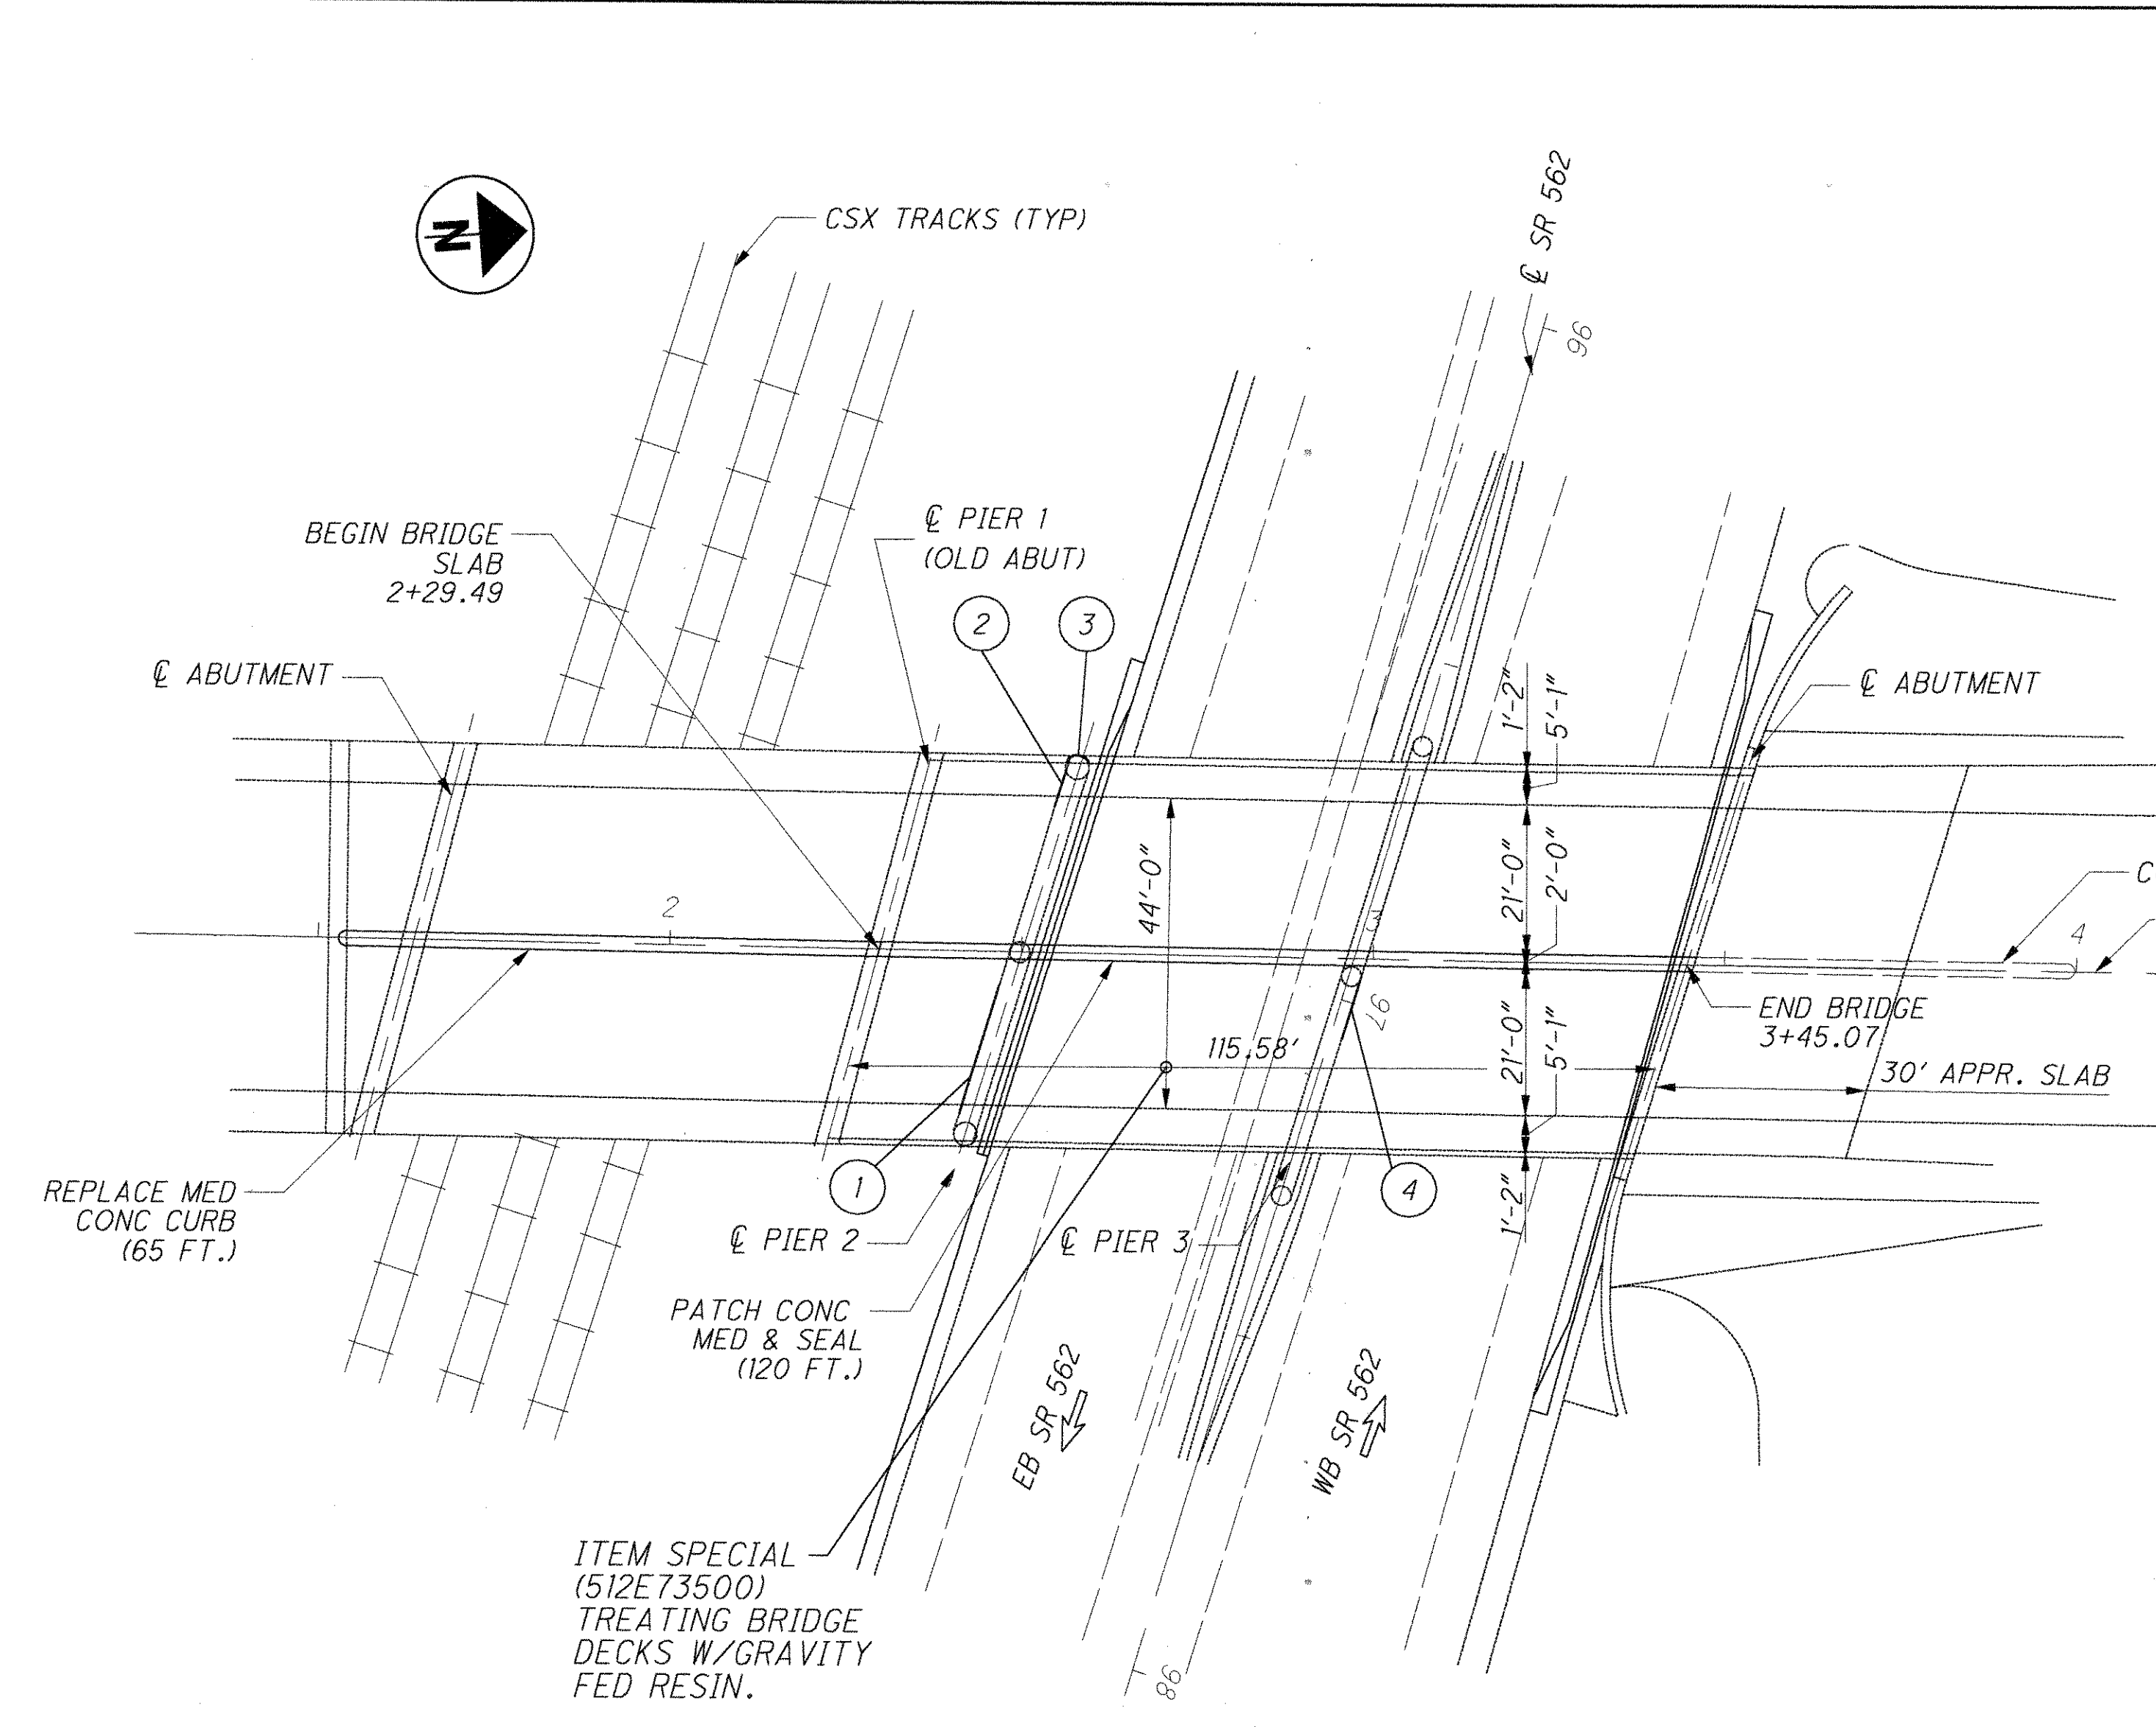 N
CSX TRACKS (TYP)
℄ SR 562
96
BEGIN BRIDGE
SLAB
2+29.49
℄ PIER 1
(OLD ABUT)
2
3
℄ ABUTMENT
℄ ABUTMENT
1'-2"
5'-1"
44'-0"
21'-0"
2'-0"
C
2
3
4
97
END BRIDGE
3+45.07
115.58'
21'-0"
5'-1"
30' APPR. SLAB
1
4
1'-2"
REPLACE MED
CONC CURB
(65 FT.)
℄ PIER 2
℄ PIER 3
PATCH CONC
MED & SEAL
(120 FT.)
EB SR 562
WB SR 562
ITEM SPECIAL
(512E73500)
TREATING BRIDGE
DECKS W/GRAVITY
FED RESIN.
98